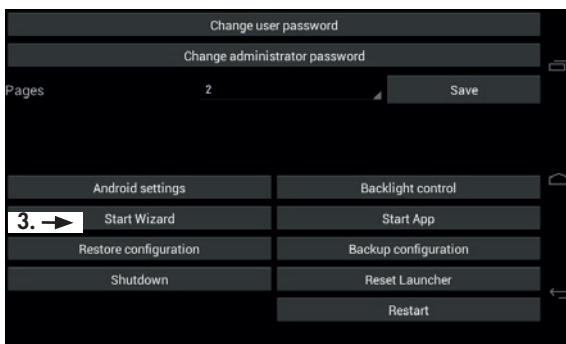 Change user password
Change administrator password
Pages 2 Save
Android settings Backlight control
3. Start Wizard Start App
Restore configuration Backup configuration
Shutdown Reset Launcher
Restart